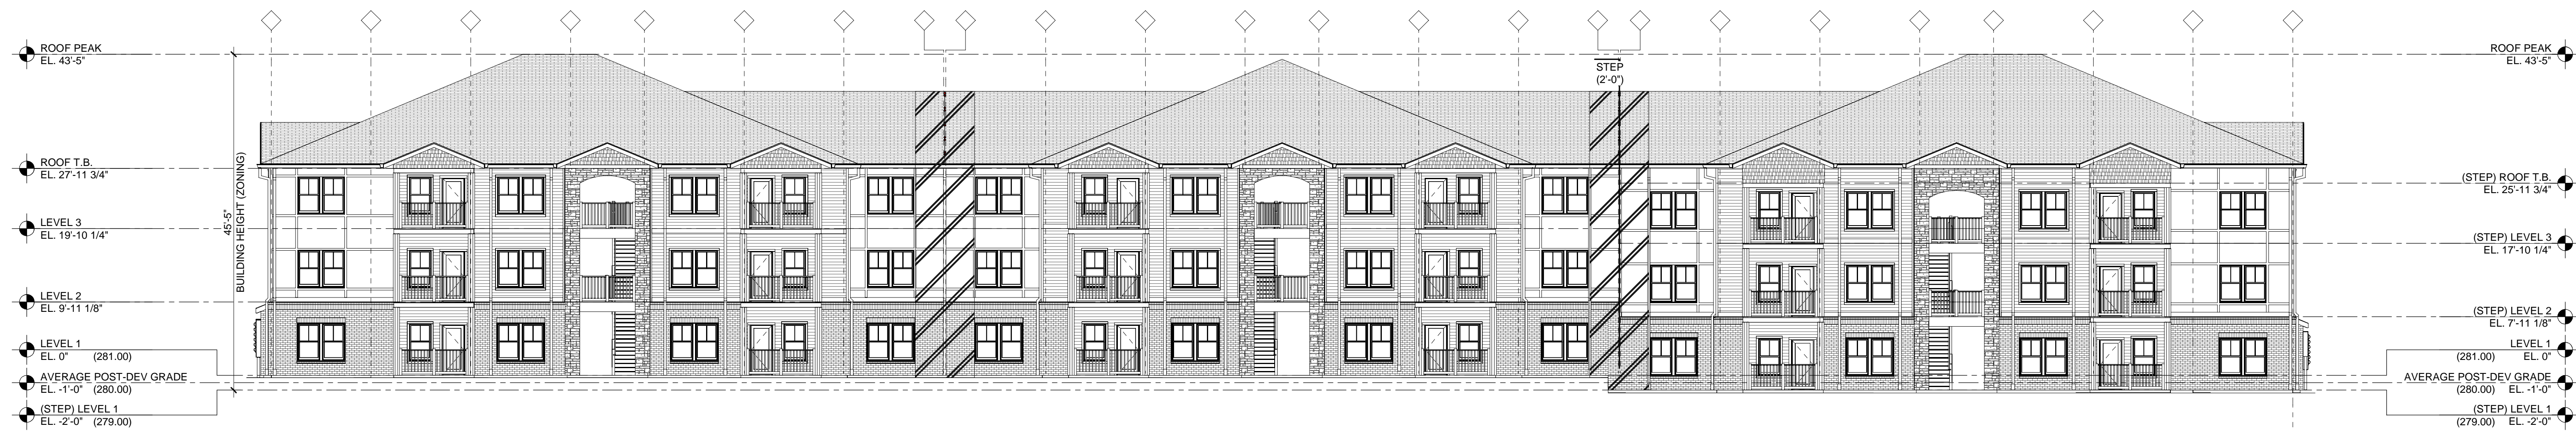 ROOF PEAK
EL. 43'-5"
ROOF T.B.
EL. 27'-11 3/4"
LEVEL 3
EL. 19'-10 1/4"
LEVEL 2
EL. 9'-11 1/8"
LEVEL 1
EL. 0" (281.00)
AVERAGE POST-DEV GRADE
EL. -1'-0" (280.00)
(STEP) LEVEL 1
EL. -2'-0" (279.00)
45'-5"
BUILDING HEIGHT (ZONING)
STEP
(2'-0")
ROOF PEAK
EL. 43'-5"
(STEP) ROOF T.B.
EL. 25'-11 3/4"
(STEP) LEVEL 3
EL. 17'-10 1/4"
(STEP) LEVEL 2
EL. 7'-11 1/8"
LEVEL 1
(281.00) EL. 0"
AVERAGE POST-DEV GRADE
(280.00) EL. -1'-0"
(STEP) LEVEL 1
(279.00) EL. -2'-0"